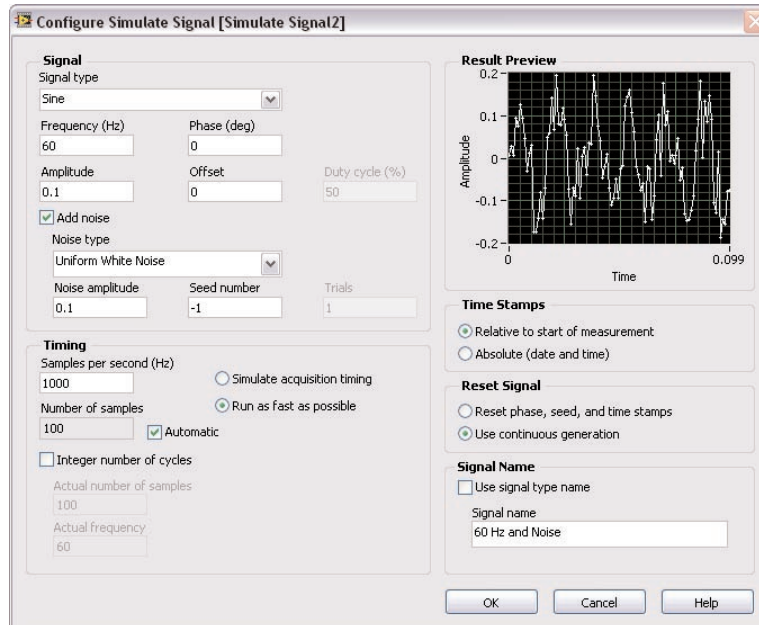 Configure Simulate Signal [Simulate Signal2]
Signal
Signal type
Sine
Frequency (Hz) Phase (deg)
60 0
Amplitude Offset Duty cycle (%)
0.1 0 50
Add noise
Noise type
Uniform White Noise
Noise amplitude Seed number Trials
0.1 -1 1
Timing
Samples per second (Hz)
1000
Simulate acquisition timing
Run as fast as possible
Number of samples
100
Automatic
Integer number of cycles
Actual number of samples
100
Actual frequency
60
Result Preview
0.2
0.1
0
-0.1
-0.2
Amplitude
0 0.099
Time
Time Stamps
Relative to start of measurement
Absolute (date and time)
Reset Signal
Reset phase, seed, and time stamps
Use continuous generation
Signal Name
Use signal type name
Signal name
60 Hz and Noise
OK Cancel Help